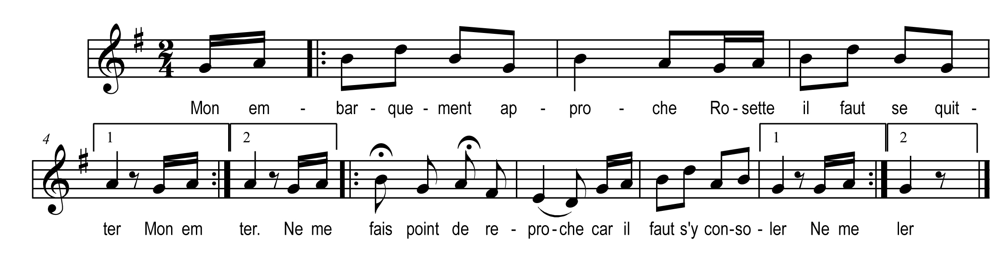 Mon em - bar - que - ment ap - pro - che Ro - sette il faut se quit -
4 1 2 1 2
ter Mon em ter. Ne me fais point de re - pro - che car il faut s'y con - so - ler Ne me ler